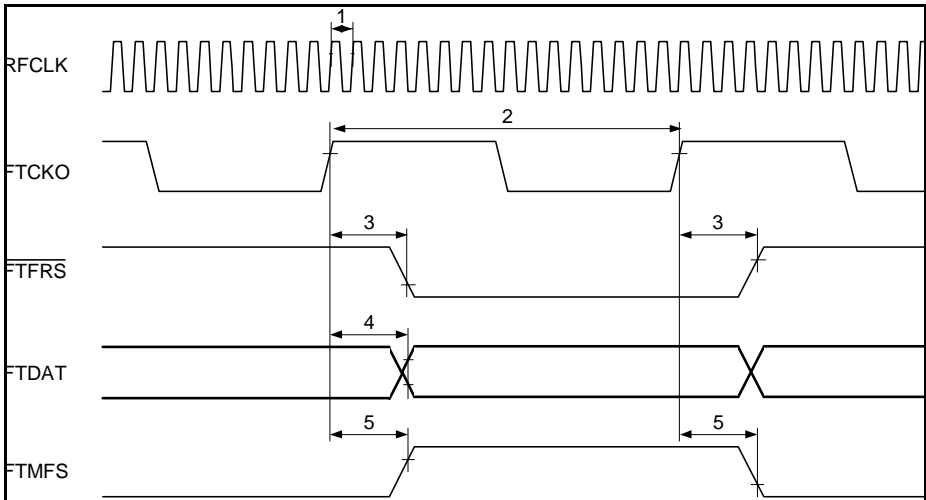 1
RFCLK
2
FTCKO
3 3
FTFRS
4
FTDAT
5 5
FTMFS